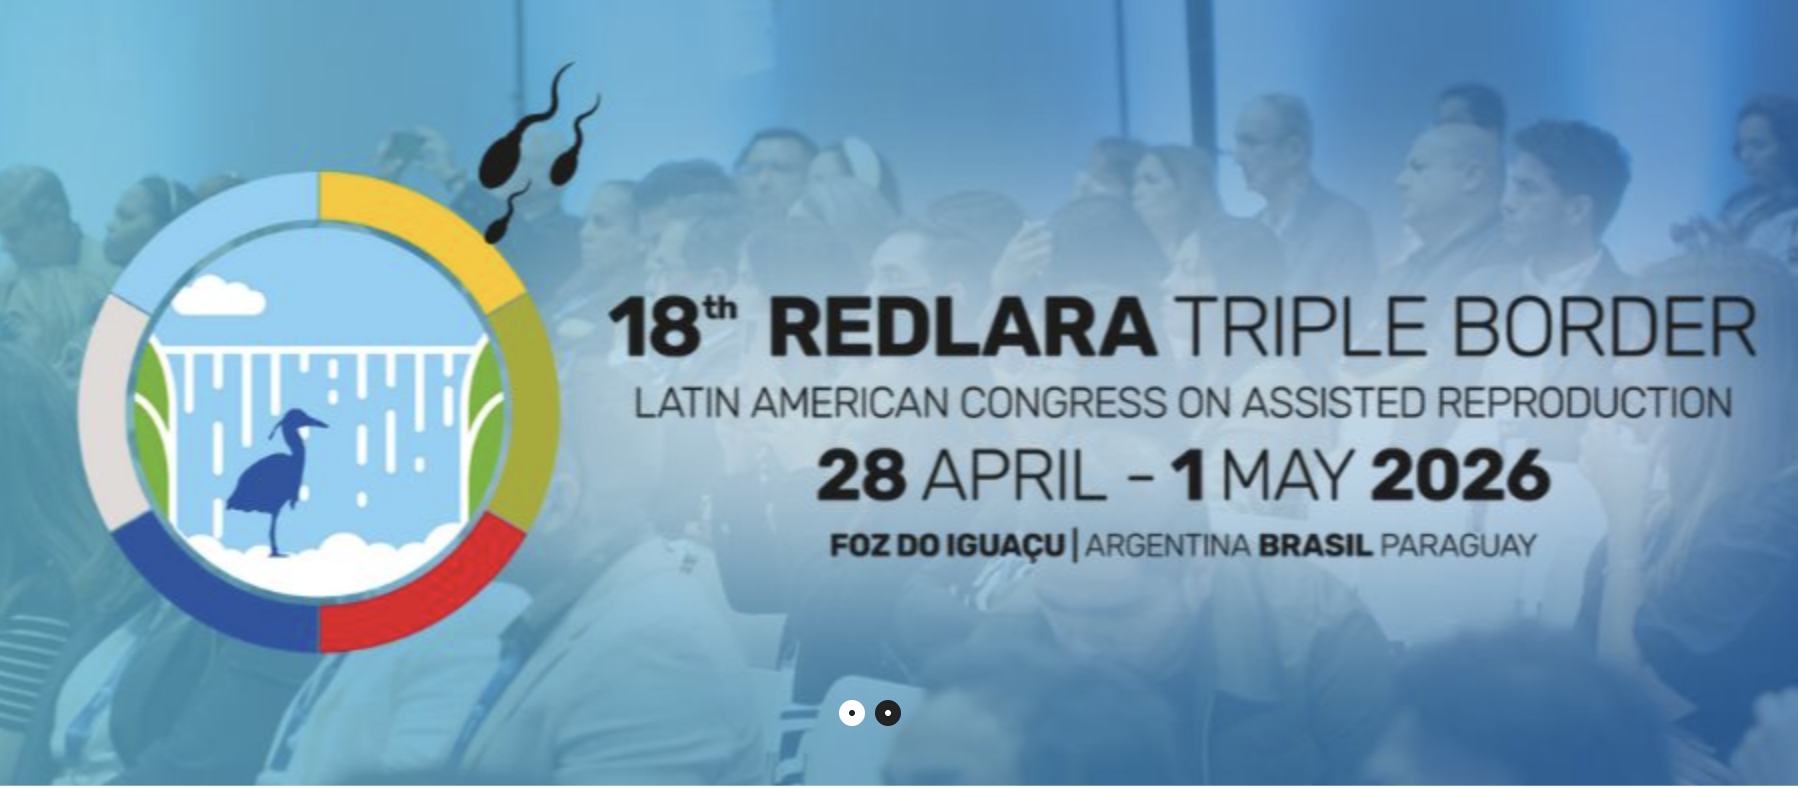 18th REDLARA TRIPLE BORDER
LATIN AMERICAN CONGRESS ON ASSISTED REPRODUCTION
28 APRIL - 1 MAY 2026
FOZ DO IGUAÇU | ARGENTINA BRASIL PARAGUAY